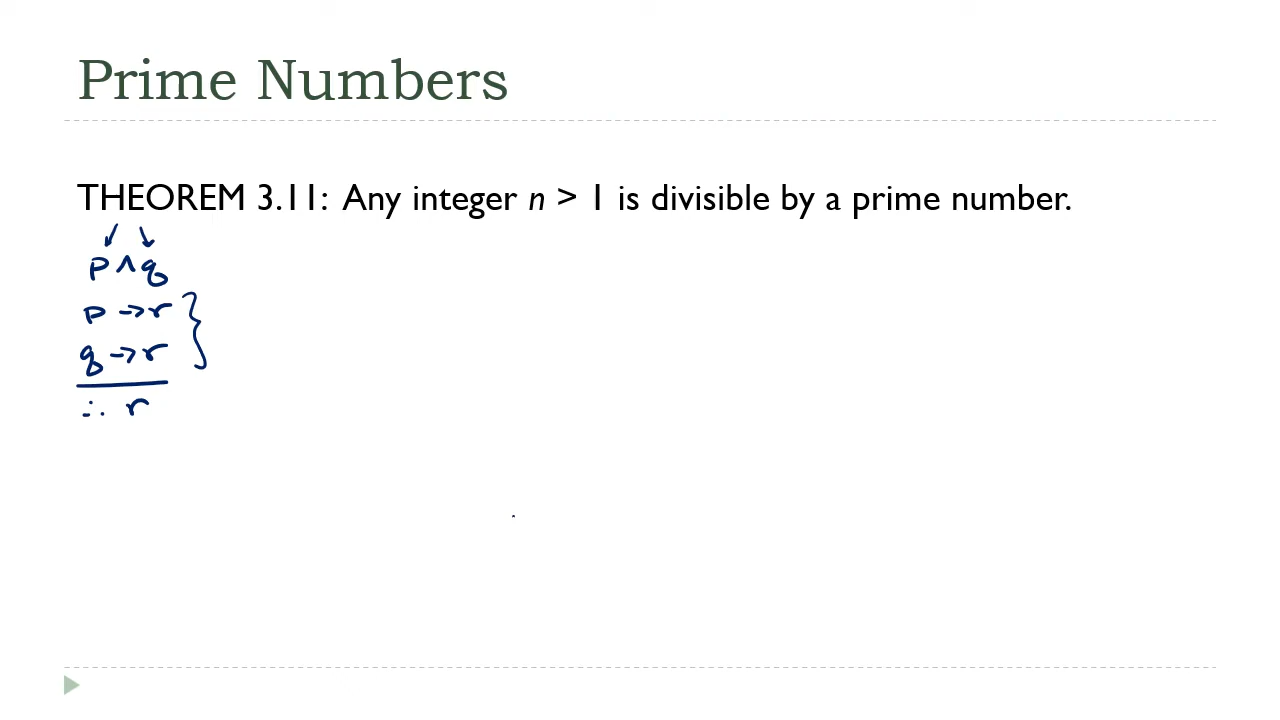 Prime Numbers
THEOREM 3.11: Any integer n > 1 is divisible by a prime number.
p ∧ q
p → r
q → r
∴ r